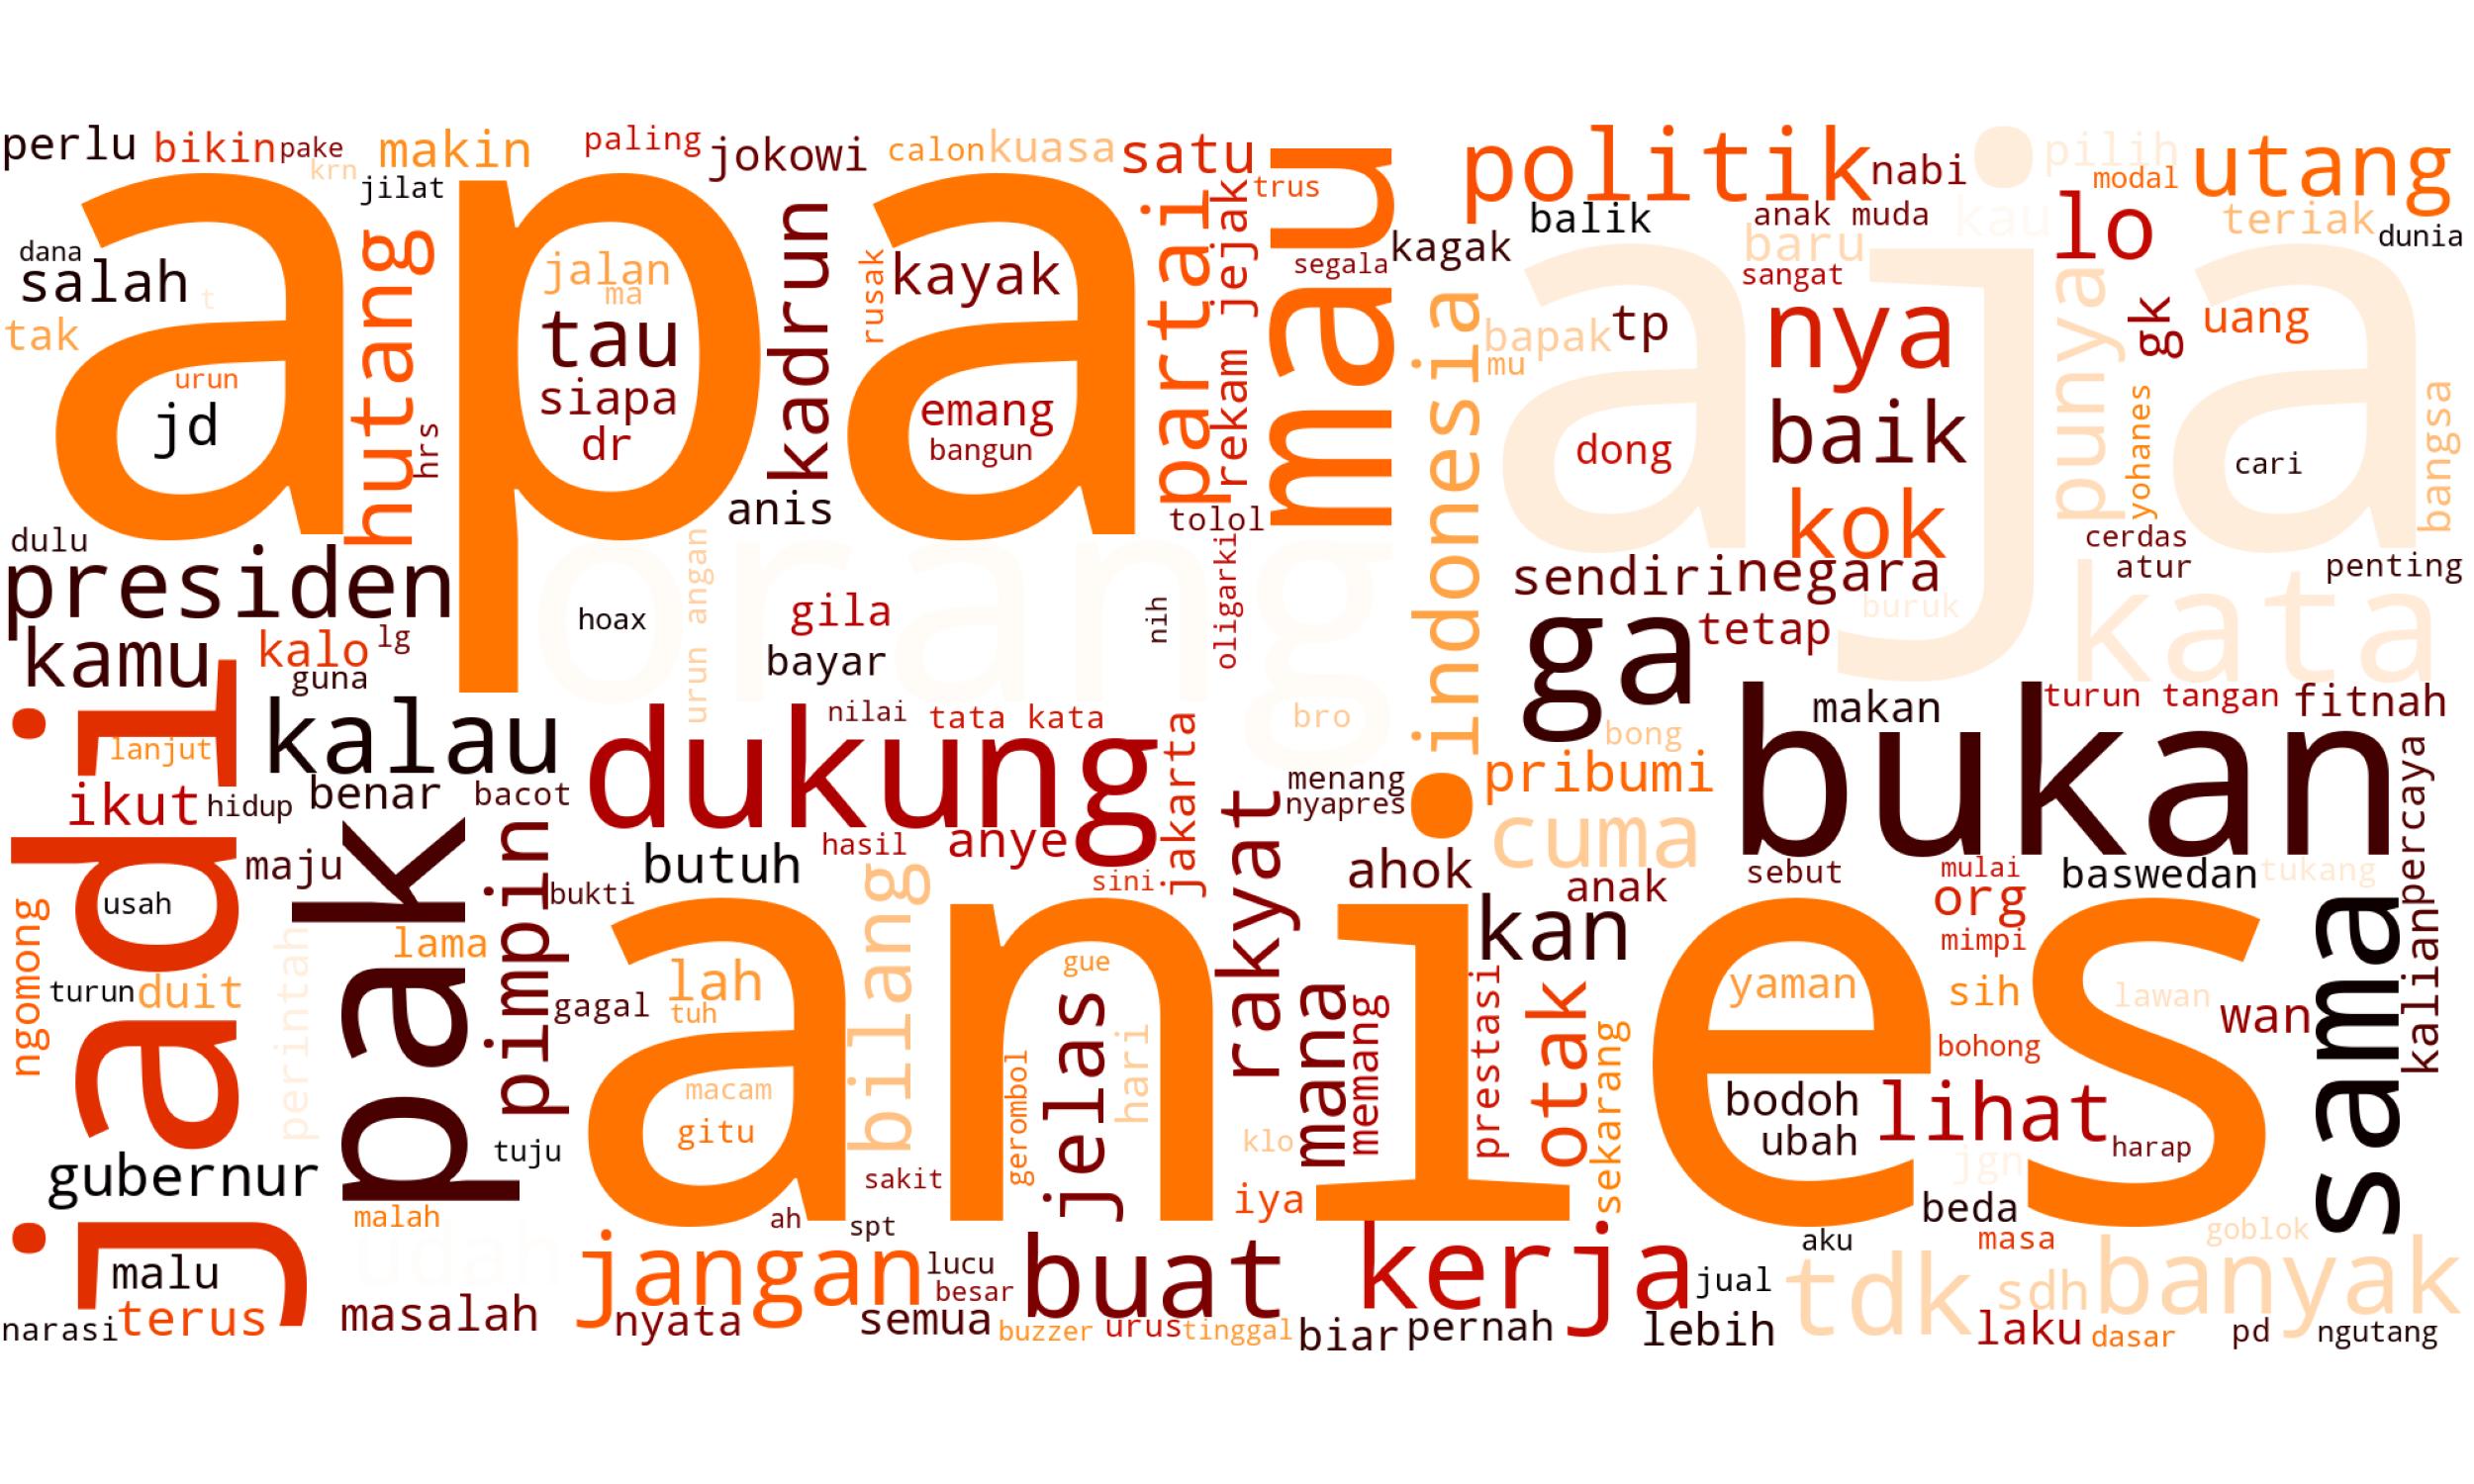 perlu
bikin
pake
krn
makin
jilat
paling
jokowi
calon
kuasa
satu
trus
mau
politik
nabi
pilih
modal
utang
apa
dana
salah
t
tak
urun
jd
hutang
hrs
jalan
ma
tau
siapa
dr
kadrun
rusak
kayak
emang
bangun
anis
partai
rekam jejak
segala
kagak
balik
anak muda
kau
baru
sangat
lo
teriak
dunia
aja
indonesia
bapak
mu
tp
nya
punya
gk
uang
yohanes
bangsa
dong
baik
cari
kok
tolol
cerdas
atur
penting
dulu
presiden
orang
hoax
urun angan
gila
bayar
nih
oligarki
sendiri
negara
buruk
tetap
kata
ga
kamu
kalo
lg
guna
jadi
lanjut
kalau
dukung
nilai
tata kata
jakarta
bro
bong
makan
turun tangan
fitnah
bukan
percaya
ikut
hidup
benar
bacot
menang
nyapres
pribumi
cuma
maju
pak
pimpin
bukti
butuh
hasil
anye
sini
rakyat
ahok
anak
sebut
mulai
org
mimpi
baswedan
tukang
usah
ngomong
turun
duit
perintah
lama
gagal
anies
lah
tuh
macam
gitu
bilang
gue
jelas
hari
gerombol
mana
memang
klo
iya
kan
prestasi
otak
sekarang
yaman
sih
lawan
wan
bohong
bodoh
ubah
lihat
harap
jgn
beda
sama
kalian
gubernur
tuju
malah
sakit
ah
spt
udah
malu
terus
narasi
masalah
jangan
nyata
lucu
besar
semua
buzzer
buat
urus
tinggal
biar
kerja
pernah
jual
lebih
aku
masa
goblok
tdk
sdh
banyak
laku
dasar
pd
ngutang